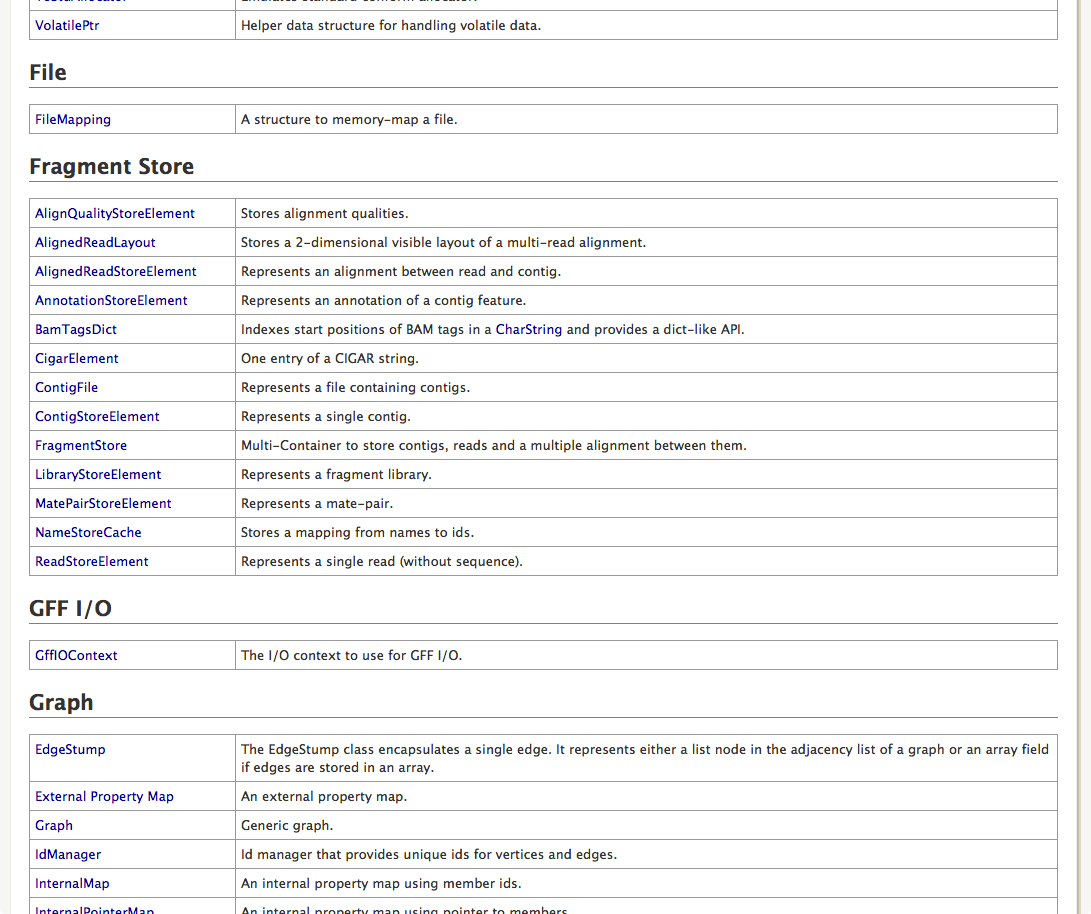 VolatilePtr Helper data structure for handling volatile data.
File
FileMapping A structure to memory-map a file.
Fragment Store
AlignQualityStoreElement Stores alignment qualities.
AlignedReadLayout Stores a 2-dimensional visible layout of a multi-read alignment.
AlignedReadStoreElement Represents an alignment between read and contig.
AnnotationStoreElement Represents an annotation of a contig feature.
BamTagsDict Indexes start positions of BAM tags in a CharString and provides a dict-like API.
CigarElement One entry of a CIGAR string.
ContigFile Represents a file containing contigs.
ContigStoreElement Represents a single contig.
FragmentStore Multi-Container to store contigs, reads and a multiple alignment between them.
LibraryStoreElement Represents a fragment library.
MatePairStoreElement Represents a mate-pair.
NameStoreCache Stores a mapping from names to ids.
ReadStoreElement Represents a single read (without sequence).
GFF I/O
GffIOContext The I/O context to use for GFF I/O.
Graph
EdgeStump The EdgeStump class encapsulates a single edge. It represents either a list node in the adjacency list of a graph or an array field
if edges are stored in an array.
External Property Map An external property map.
Graph Generic graph.
IdManager Id manager that provides unique ids for vertices and edges.
InternalMap An internal property map using member ids.
InternalPointerMap An internal property map using pointer to members.